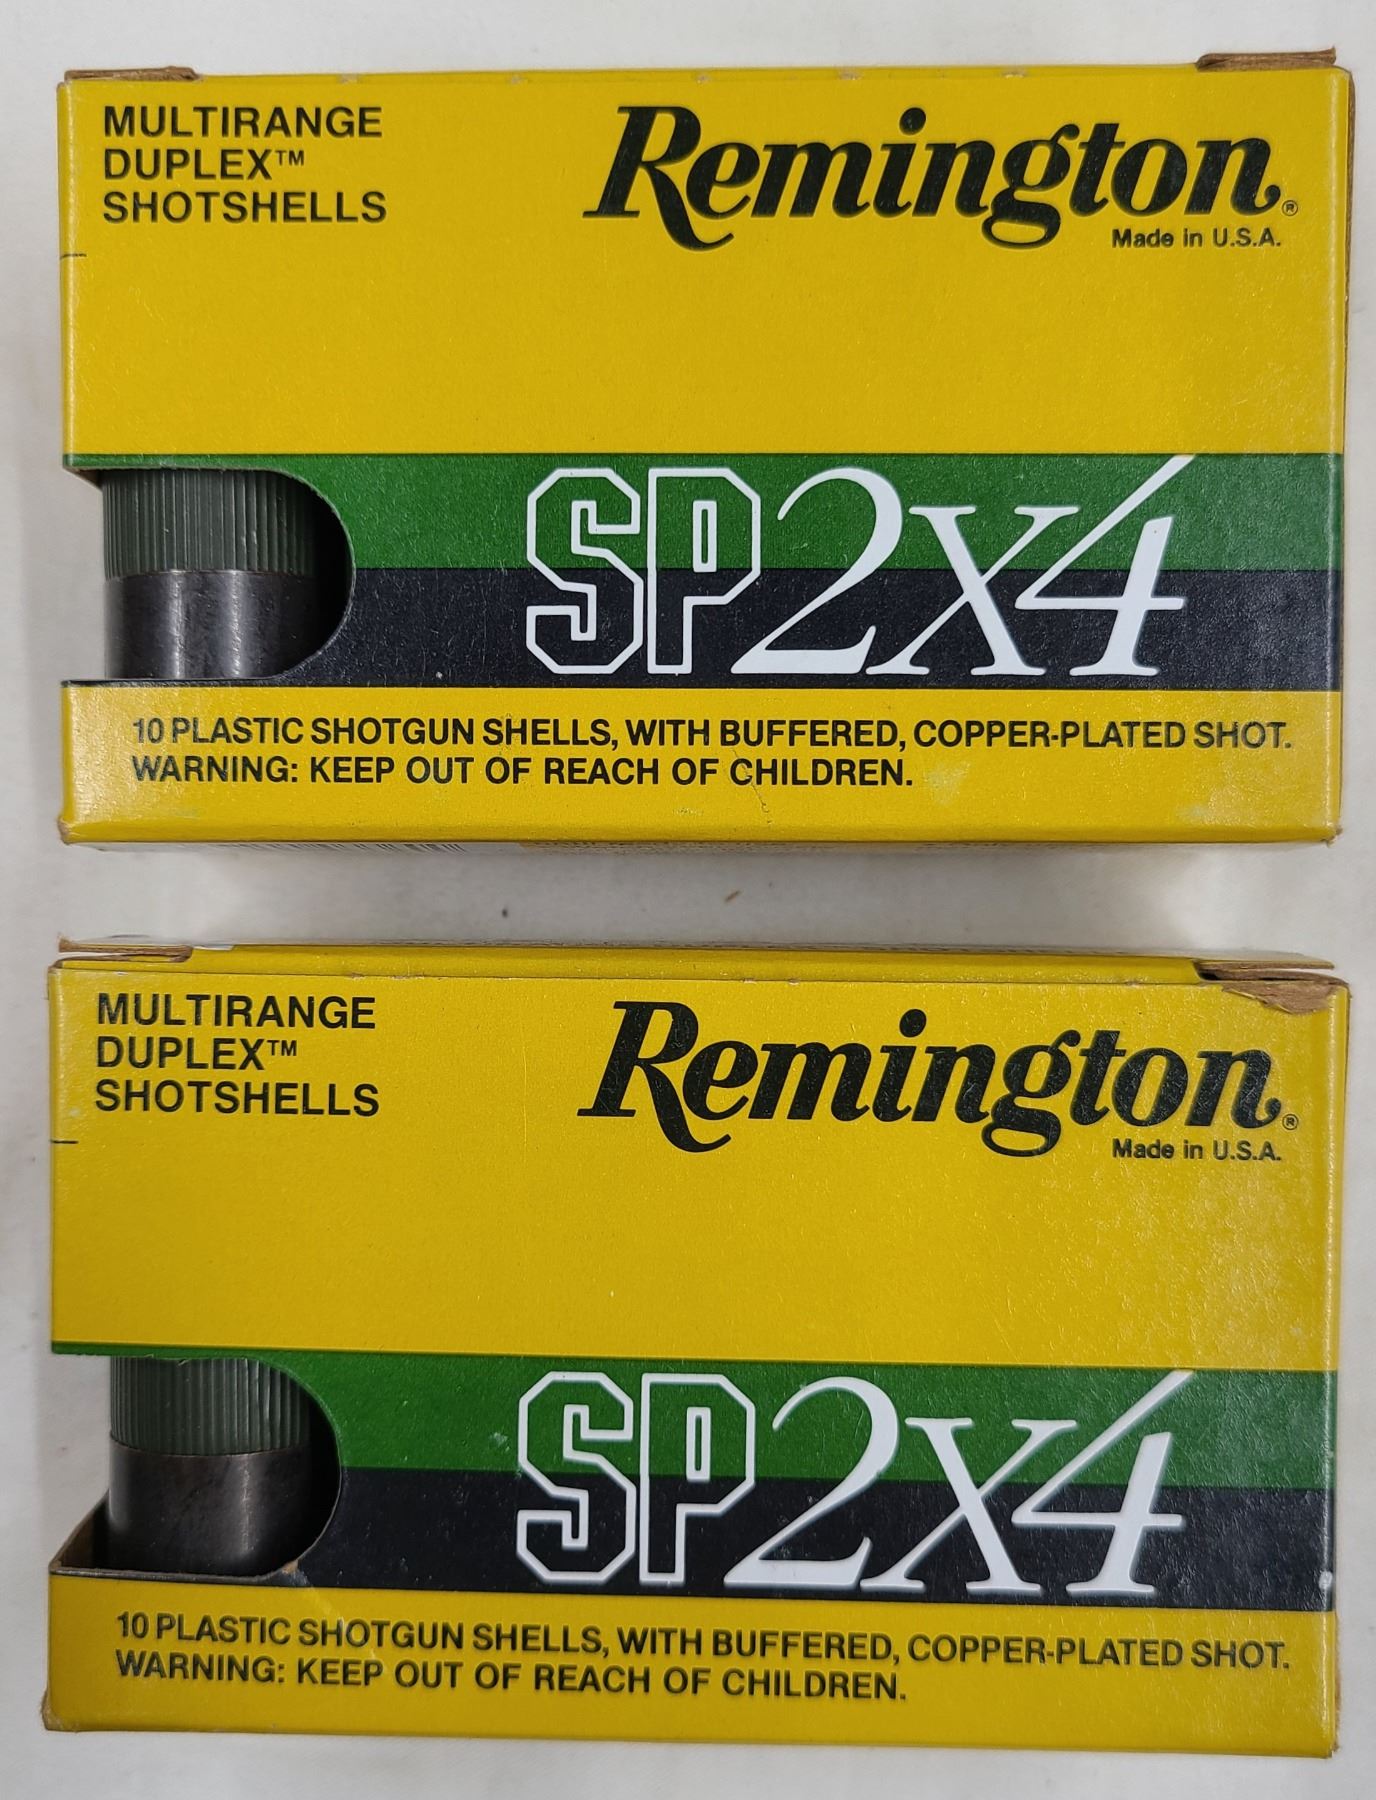 MULTIRANGE
DUPLEX™
SHOTSHELLS
Remington®
Made in U.S.A.
SP2x4
10 PLASTIC SHOTGUN SHELLS, WITH BUFFERED, COPPER-PLATED SHOT.
WARNING: KEEP OUT OF REACH OF CHILDREN.
MULTIRANGE
DUPLEX™
SHOTSHELLS
Remington®
Made in U.S.A.
SP2x4
10 PLASTIC SHOTGUN SHELLS, WITH BUFFERED, COPPER-PLATED SHOT.
WARNING: KEEP OUT OF REACH OF CHILDREN.